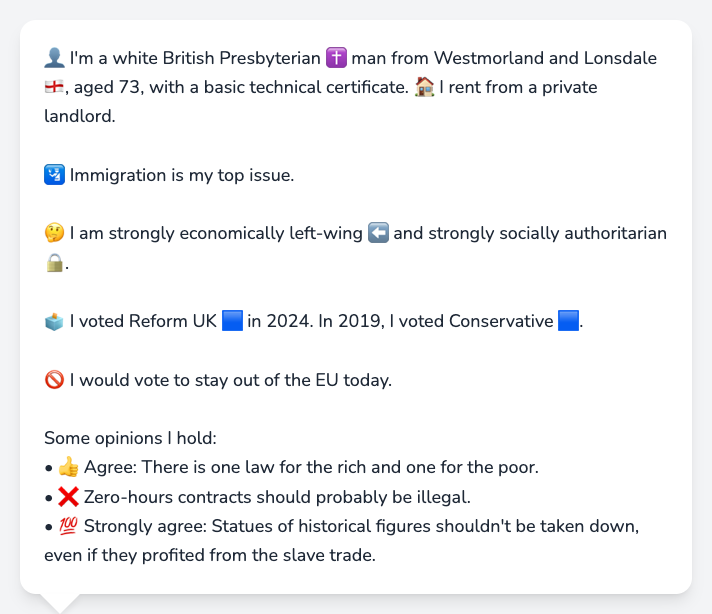 👤 I'm a white British Presbyterian ✝️ man from Westmorland and Lonsdale
🏴󠁧󠁢󠁥󠁮󠁧󠁿, aged 73, with a basic technical certificate. 🏠 I rent from a private
landlord.
🛂 Immigration is my top issue.
🤔 I am strongly economically left-wing ⬅️ and strongly socially authoritarian
🔒.
🗳️ I voted Reform UK 🟦 in 2024. In 2019, I voted Conservative 🟦.
🚫 I would vote to stay out of the EU today.
Some opinions I hold:
• 👍 Agree: There is one law for the rich and one for the poor.
• ❌ Zero-hours contracts should probably be illegal.
• 💯 Strongly agree: Statues of historical figures shouldn't be taken down,
even if they profited from the slave trade.